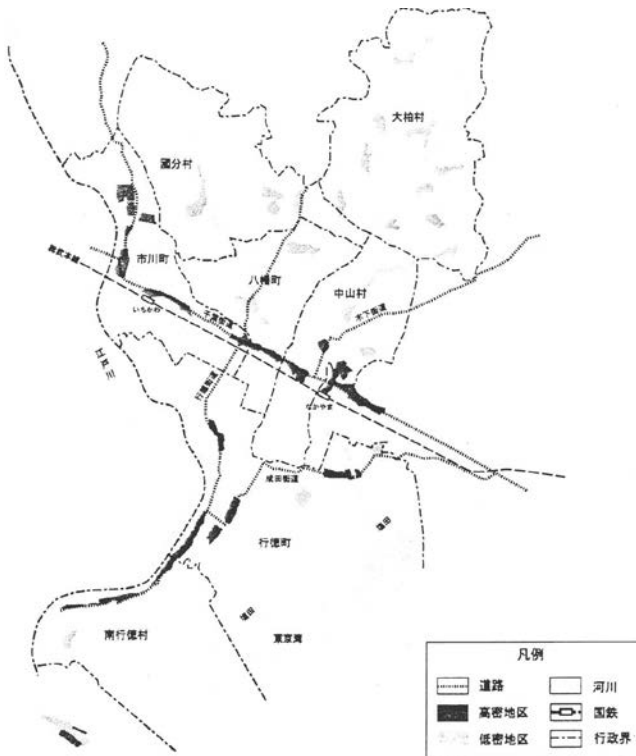 大柏村
國分村
市川町
八幡町
中山村
総武本線
千葉街道
木下街道
いちかわ
江戸川
行徳街道
なかやま
成田街道
行徳町
塩田
塩田
東京湾
南行徳村
凡例
道路
河川
高密地区
国鉄
低密地区
行政界